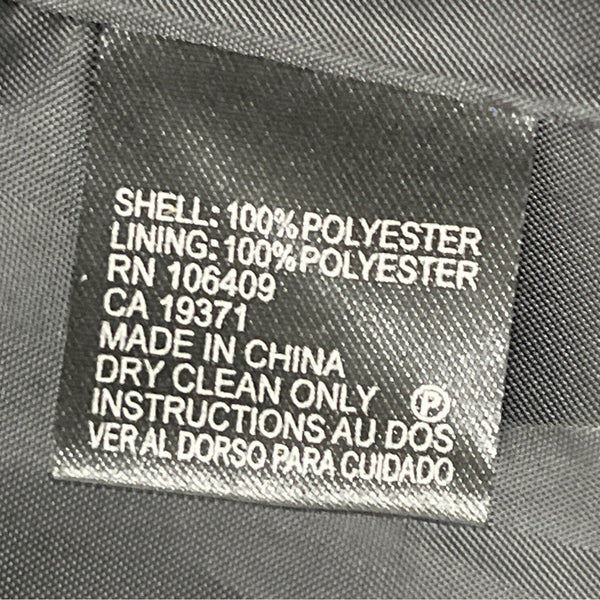 SHELL: 100% POLYESTER
LINING: 100% POLYESTER
RN 106409
CA 19371
MADE IN CHINA
DRY CLEAN ONLY Ⓟ
INSTRUCTIONS AU DOS
VER AL DORSO PARA CUIDADO